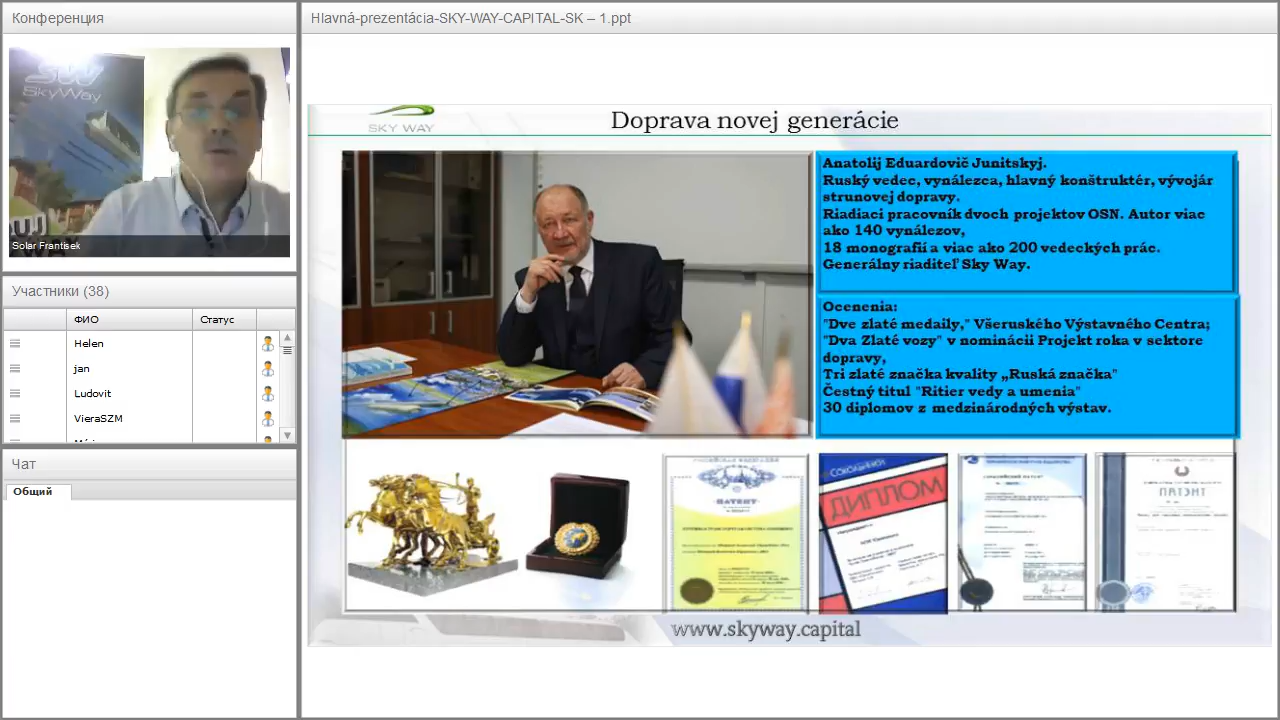 Конференция
SW
SkyWay
Solar Frantisek
Участники (38)
ФИО
Статус
Helen
jan
Ludovit
VieraSZM
Чат
Общий
Hlavná-prezentácia-SKY-WAY-CAPITAL-SK – 1.ppt
SKY WAY
Doprava novej generácie
Anatolij Eduardovič Junitskyj.
Ruský vedec, vynálezca, hlavný konštruktér, vývojár
strunovej dopravy.
Riadiaci pracovník dvoch projektov OSN. Autor viac
ako 140 vynálezov,
18 monografií a viac ako 200 vedeckých prác.
Generálny riaditeľ Sky Way.
Ocenenia:
"Dve zlaté medaily," Všeruského Výstavného Centra;
"Dva Zlaté vozy" v nominácii Projekt roka v sektore
dopravy,
Tri zlaté značka kvality „Ruská značka"
Čestný titul "Ritier vedy a umenia"
30 diplomov z medzinárodných výstav.
ПАТЕНТ
СОКОЛЬНИКИ
ДИПЛОМ
ПАТЭНТ
www.skyway.capital